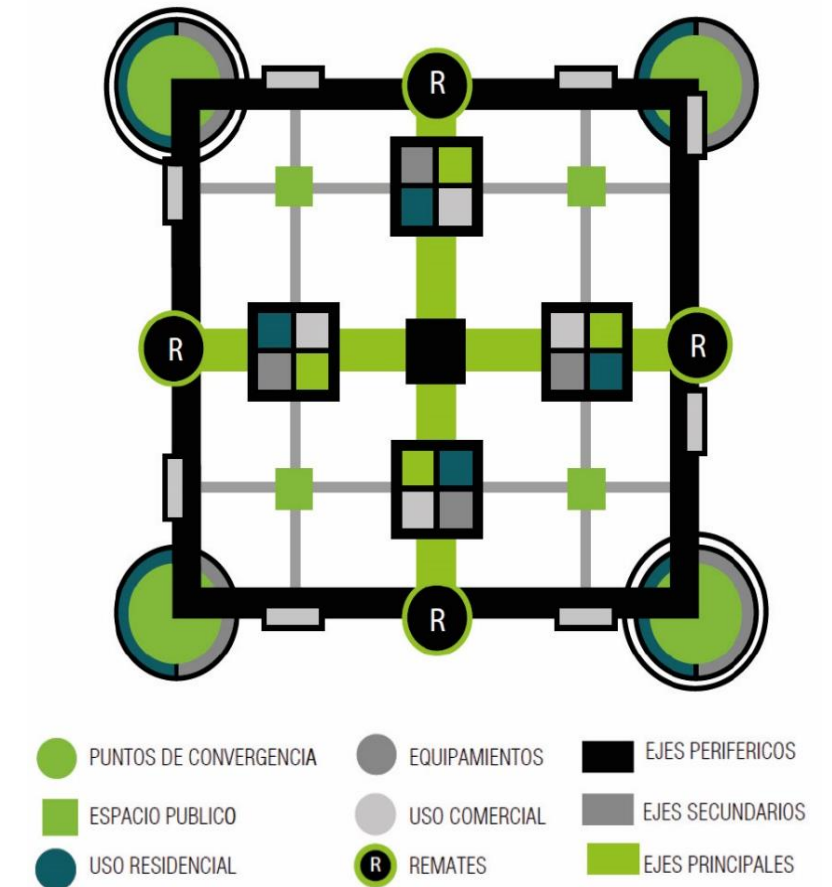 R
R
R
R
PUNTOS DE CONVERGENCIA
EQUIPAMIENTOS
EJES PERIFERICOS
ESPACIO PUBLICO
USO COMERCIAL
EJES SECUNDARIOS
USO RESIDENCIAL
R
REMATES
EJES PRINCIPALES